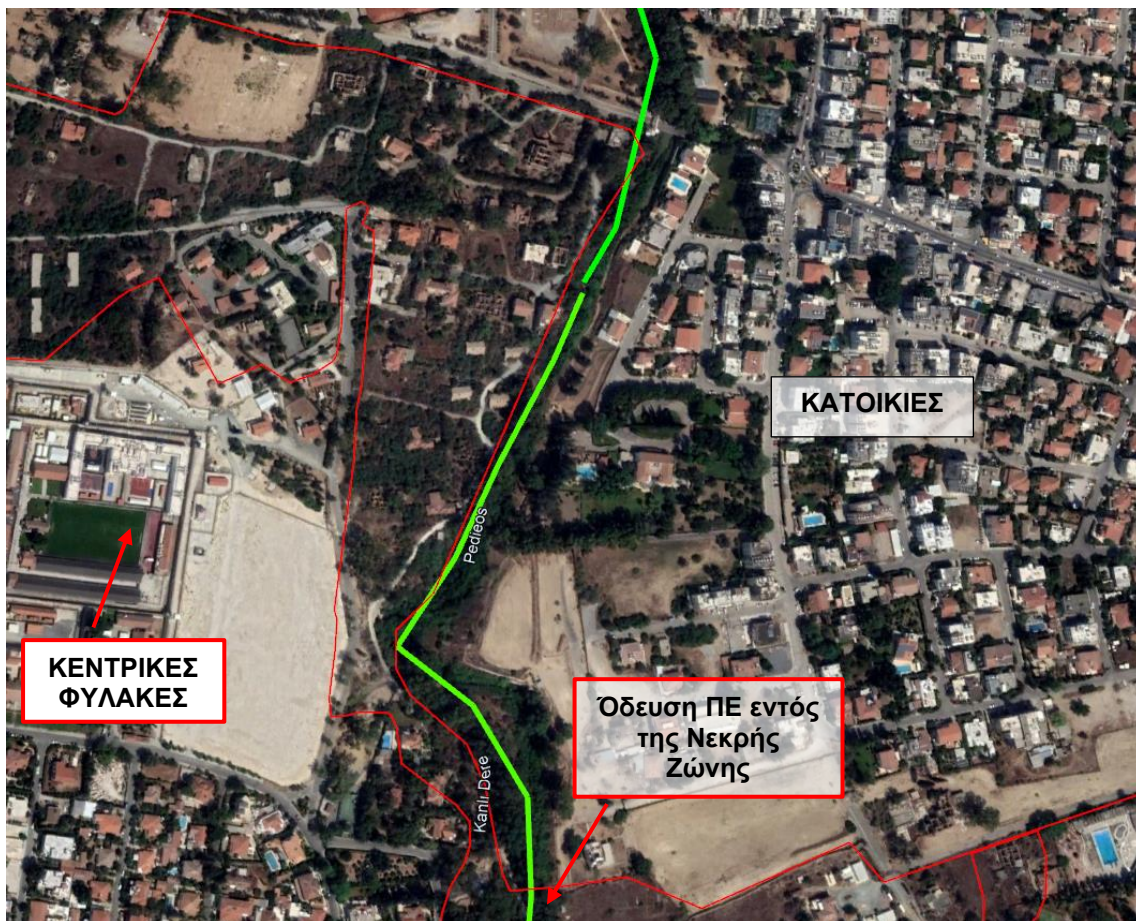 ΚΑΤΟΙΚΙΕΣ
Pedieos
ΚΕΝΤΡΙΚΕΣ
ΦΥΛΑΚΕΣ
Όδευση ΠΕ εντός
της Νεκρής
Ζώνης
Kanlı Dere